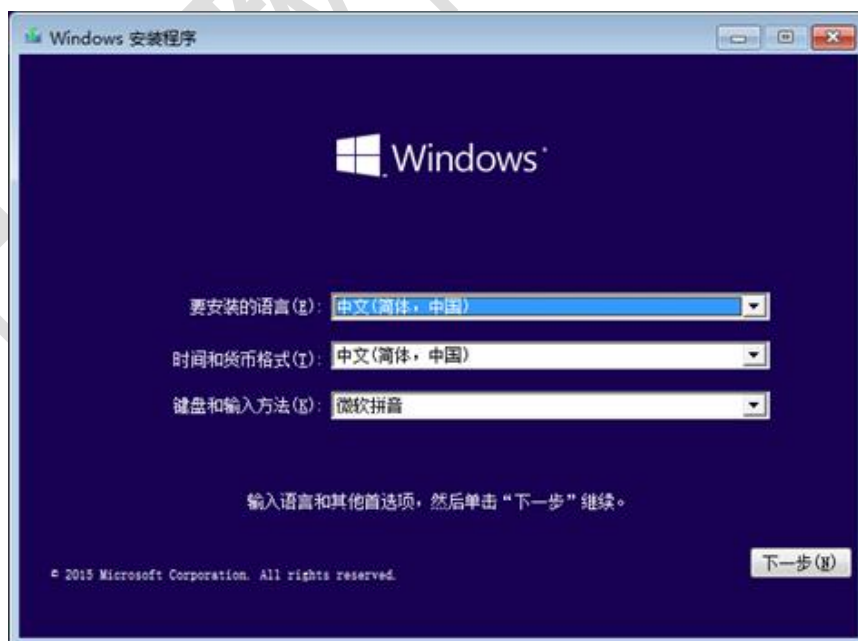 Windows 安装程序
Windows
要安装的语言(E): 中文(简体，中国)
时间和货币格式(T): 中文(简体，中国)
键盘和输入方法(K): 微软拼音
输入语言和其他首选项，然后单击“下一步”继续。
下一步(N)
© 2015 Microsoft Corporation. All rights reserved.